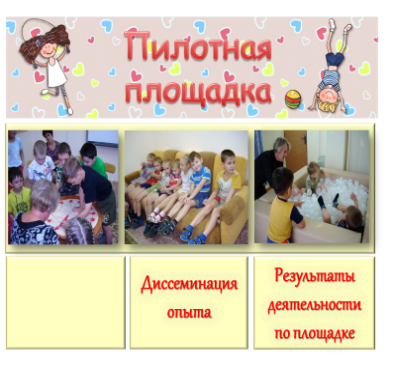 Пилотная
площадка
Диссеминация
опыта
Результаты
деятельности
по площадке